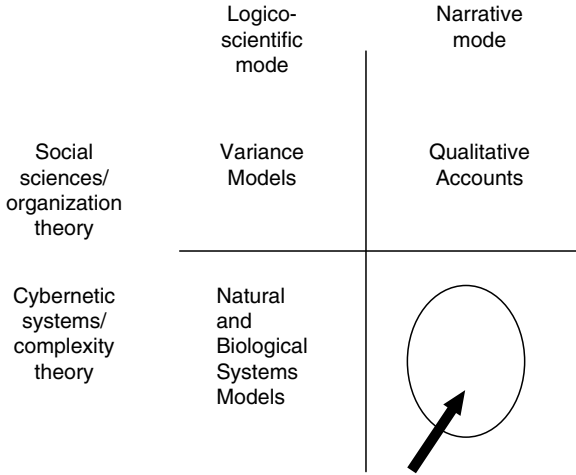 Logico-
scientific
mode
Narrative
mode
Social
sciences/
organization
theory
Variance
Models
Qualitative
Accounts
Cybernetic
systems/
complexity
theory
Natural
and
Biological
Systems
Models